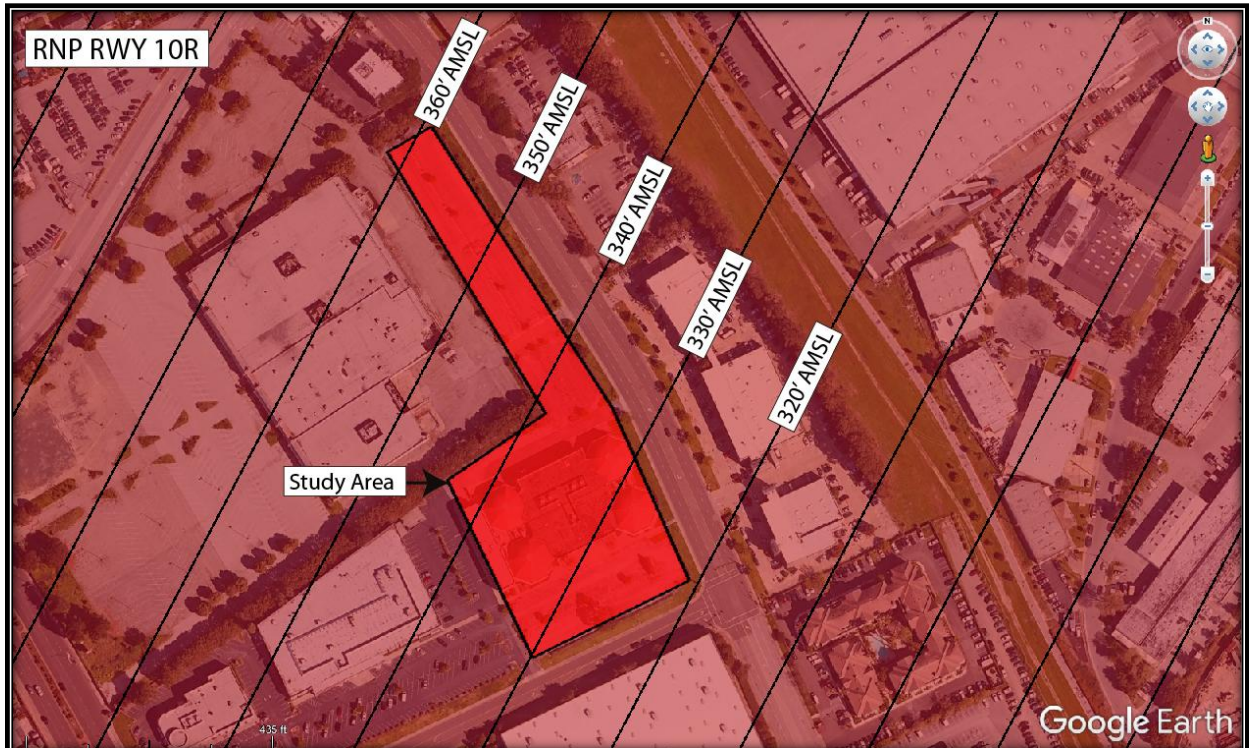 RNP RWY 10R
N
360' AMSL
350' AMSL
340' AMSL
330' AMSL
320' AMSL
Study Area
435 ft
Google Earth